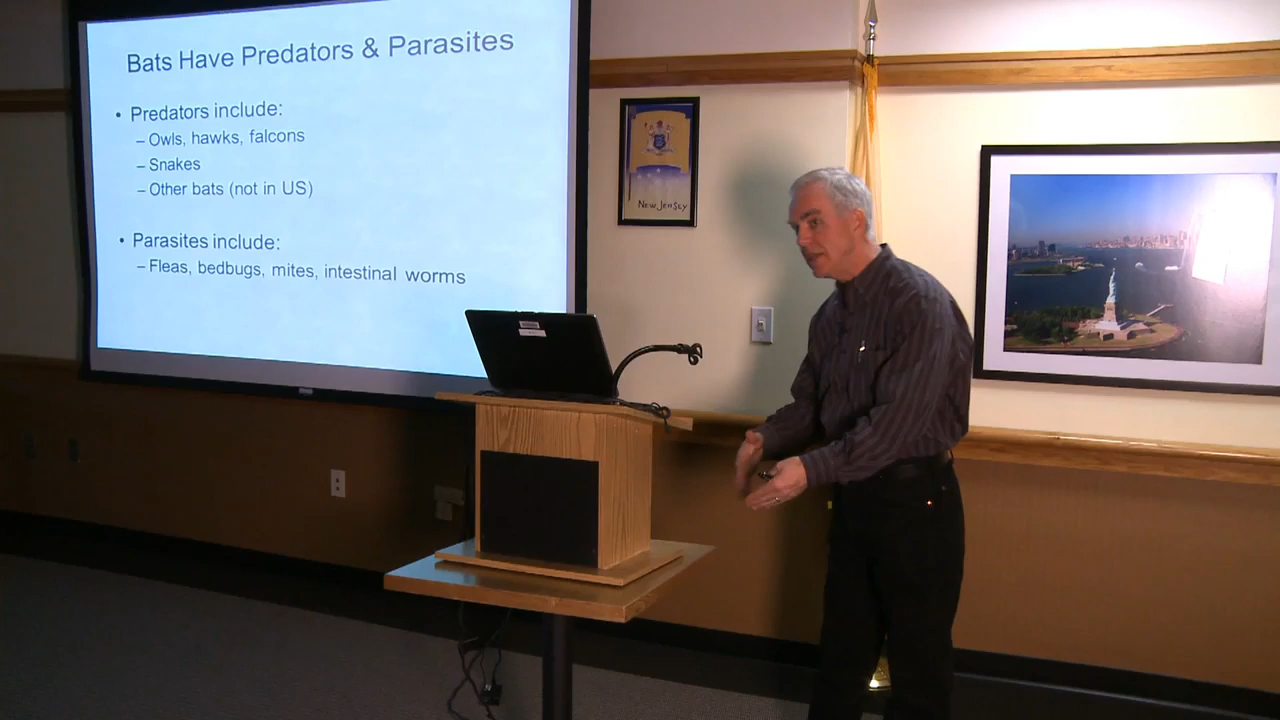 Bats Have Predators & Parasites
• Predators include:
– Owls, hawks, falcons
– Snakes
– Other bats (not in US)
• Parasites include:
– Fleas, bedbugs, mites, intestinal worms
New Jersey